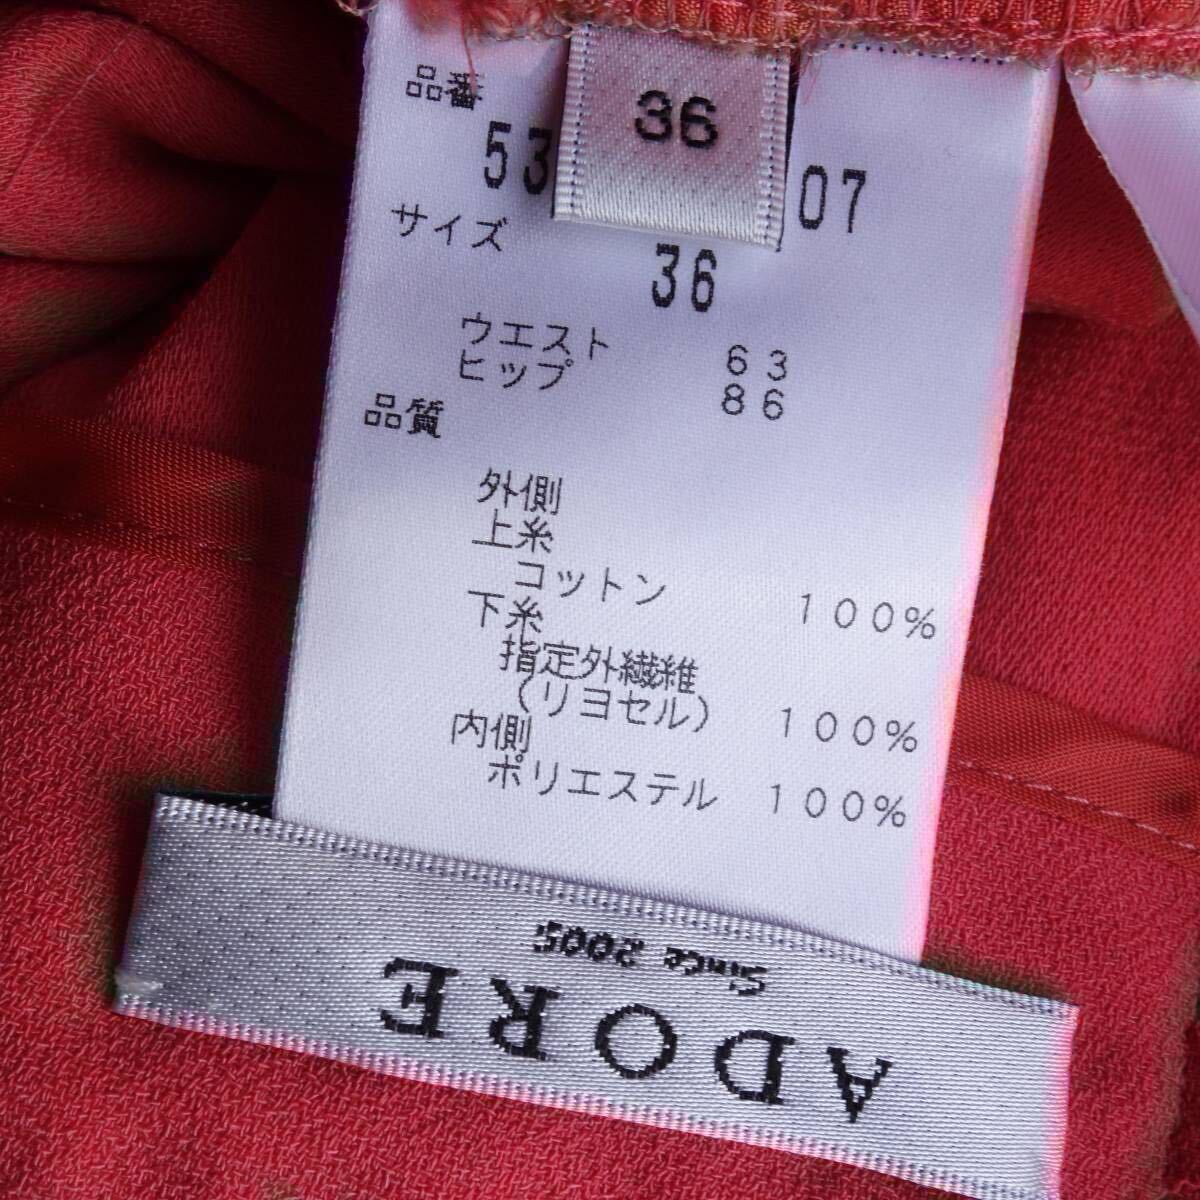 品番
36
53
07
サイズ
36
ウエスト 63
ヒップ 86
品質
外側
上糸
コットン 100%
下糸
指定外繊維
(リヨセル) 100%
内側
ポリエステル 100%
ADORE
Since 2005